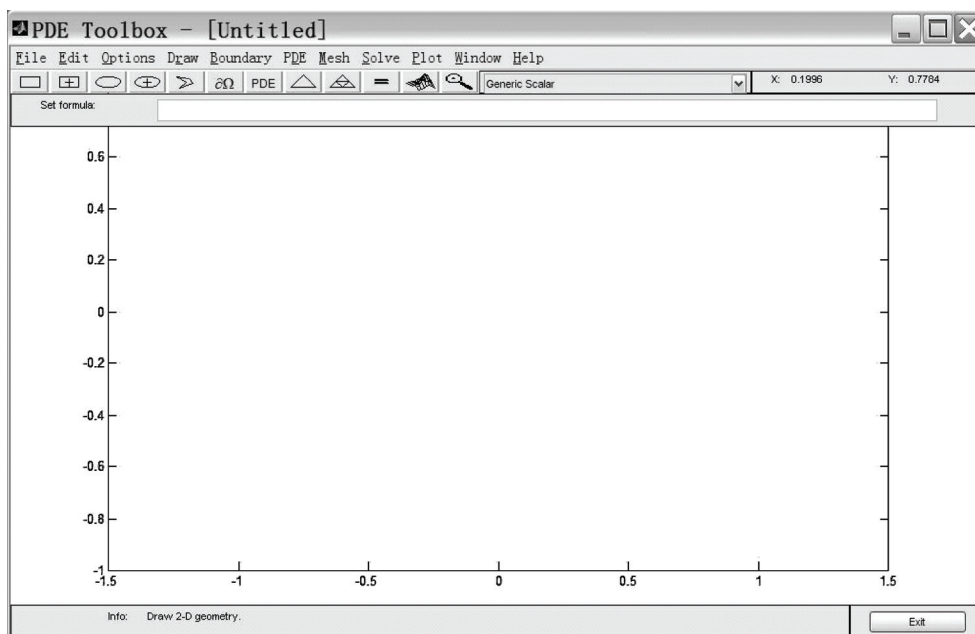 PDE Toolbox - [Untitled]
File Edit Options Draw Boundary PDE Mesh Solve Plot Window Help
∂Ω PDE = Generic Scalar X: 0.1996 Y: 0.7784
Set formula:
0.6
0.4
0.2
0
-0.2
-0.4
-0.6
-0.8
-1
-1.5 -1 -0.5 0 0.5 1 1.5
Info: Draw 2-D geometry. Exit